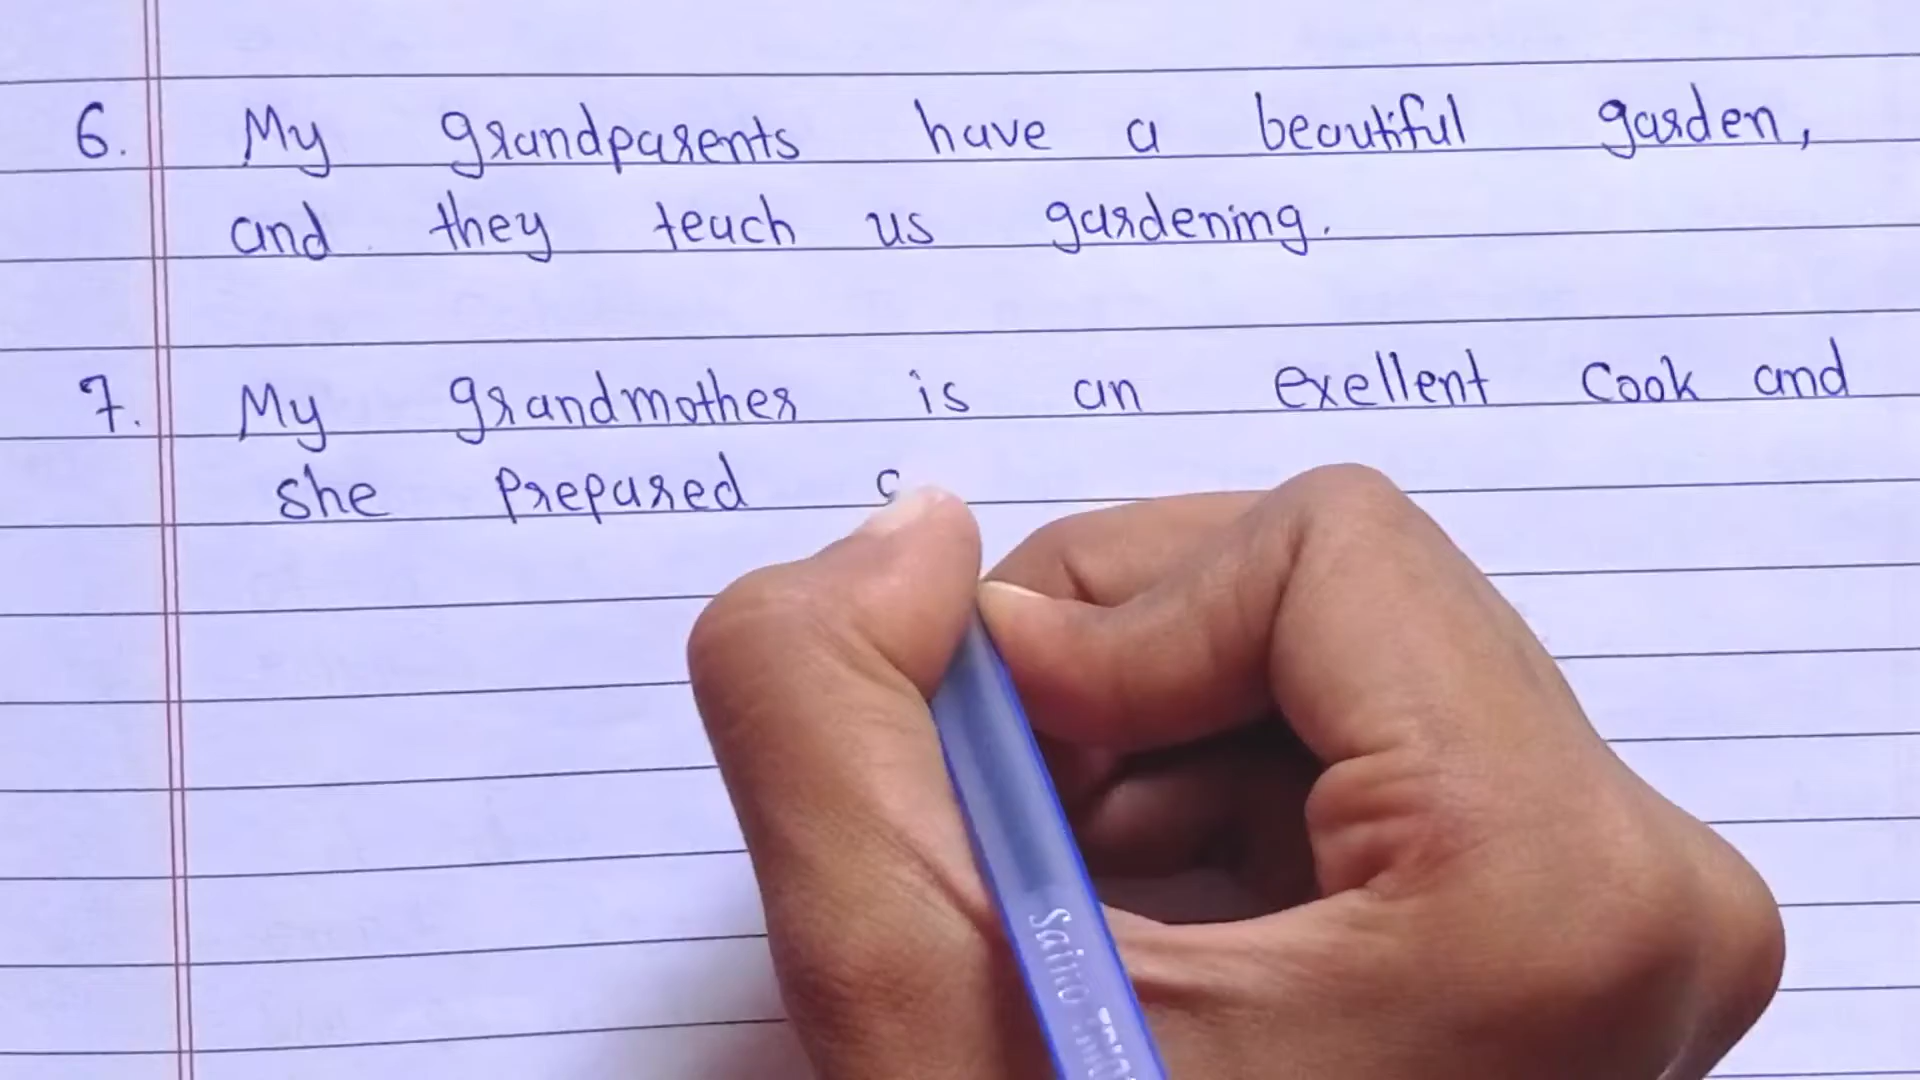 6. My grandparents have a beautiful garden,
and they teach us gardening.
7. My grandmother is an exellent cook and
she prepared